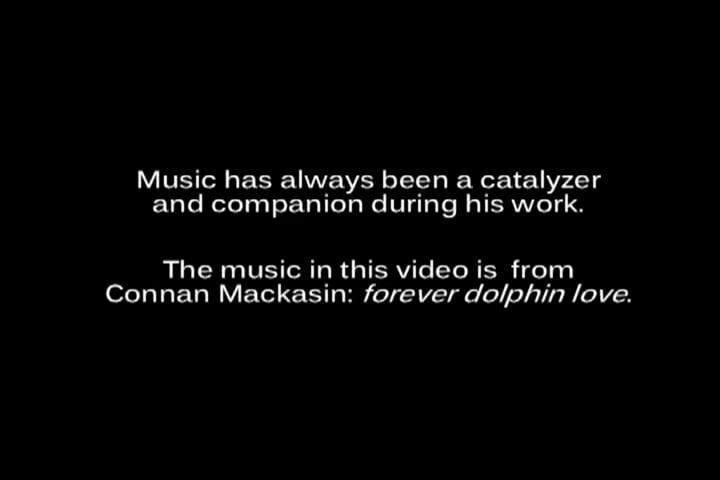 Music has always been a catalyzer
and companion during his work.
The music in this video is from
Connan Mackasin: forever dolphin love.